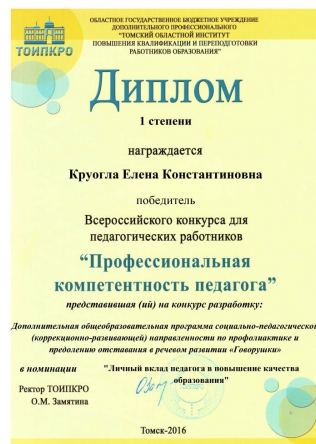 ОБЛАСТНОЕ ГОСУДАРСТВЕННОЕ БЮДЖЕТНОЕ УЧРЕЖДЕНИЕ
ДОПОЛНИТЕЛЬНОГО ПРОФЕССИОНАЛЬНОГО
"ТОМСКИЙ ОБЛАСТНОЙ ИНСТИТУТ
ПОВЫШЕНИЯ КВАЛИФИКАЦИИ И ПЕРЕПОДГОТОВКИ
РАБОТНИКОВ ОБРАЗОВАНИЯ"
ТОИПКРО
Диплом
1 степени
награждается
Круогла Елена Константиновна
победитель
Всероссийского конкурса для
педагогических работников
“Профессиональная
компетентность педагога”
представившая (ий) на конкурс разработку:
Дополнительная общеобразовательная программа социально-педагогической
(коррекционно-развивающей) направленности по профилактике и
предолению отставания в речевом развитии «Говорушки»
в номинации "Личный вклад педагога в повышение качества
образования"
Ректор ТОИПКРО
О.М. Замятина
Томск-2016